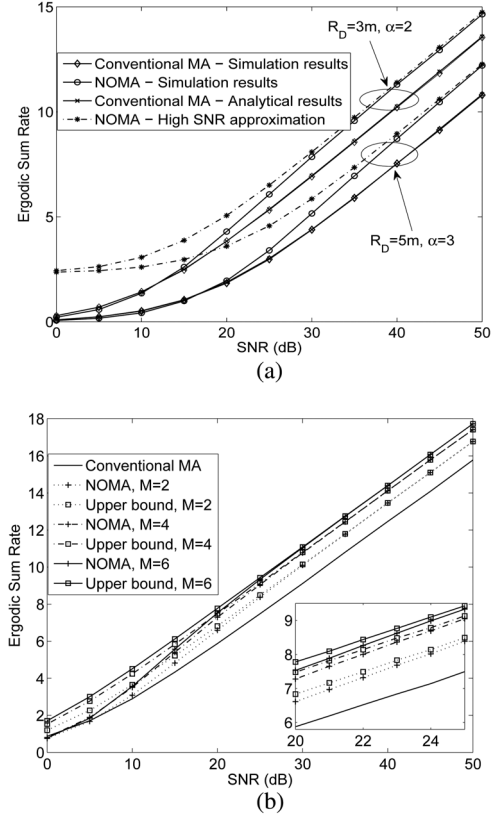 15
10
5
0
Ergodic Sum Rate
R_D=3m, α=2
Conventional MA − Simulation results
NOMA − Simulation results
Conventional MA − Analytical results
NOMA − High SNR approximation
R_D=5m, α=3
0 10 20 30 40 50
SNR (dB)
(a)
18
16
14
12
10
8
6
4
2
0
Ergodic Sum Rate
Conventional MA
NOMA, M=2
Upper bound, M=2
NOMA, M=4
Upper bound, M=4
NOMA, M=6
Upper bound, M=6
9
8
7
6
20 22 24
0 10 20 30 40 50
SNR (dB)
(b)